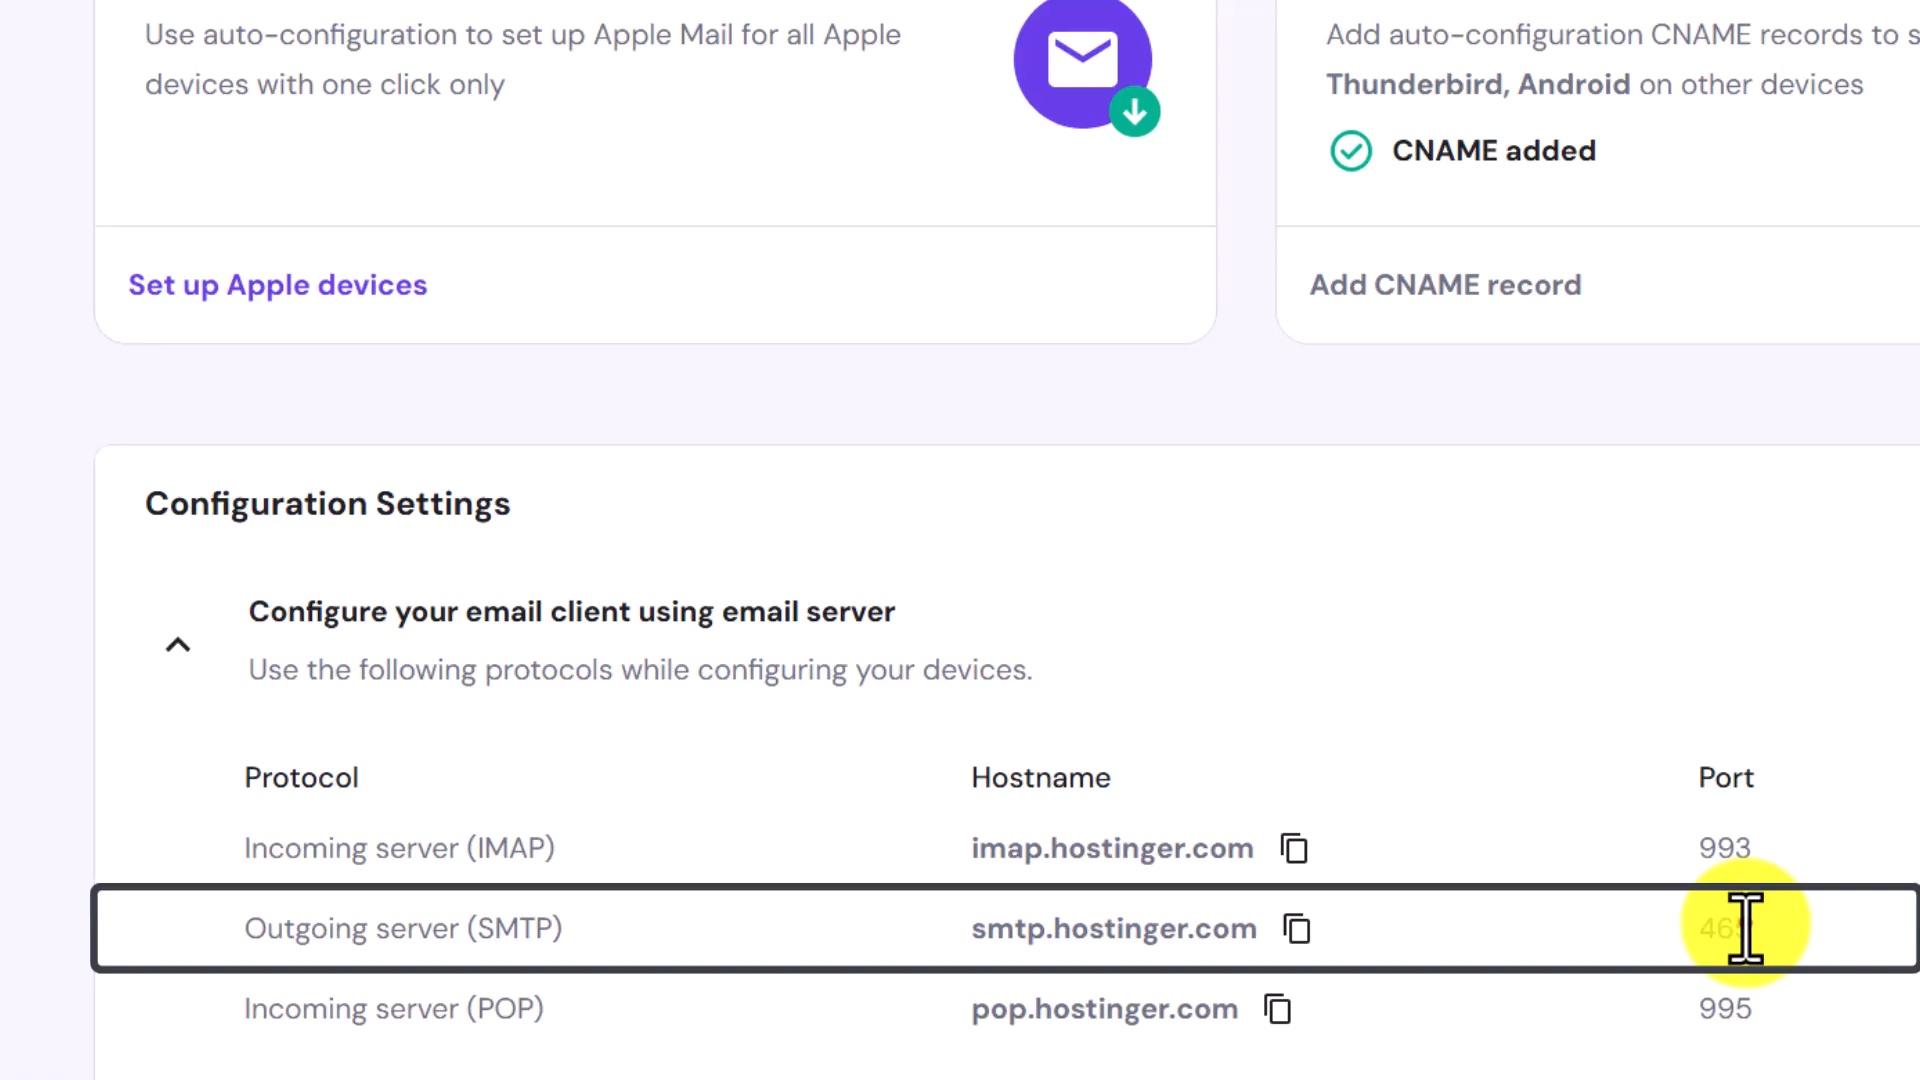 Use auto-configuration to set up Apple Mail for all Apple
devices with one click only
Set up Apple devices
Add auto-configuration CNAME records to s
Thunderbird, Android on other devices
CNAME added
Add CNAME record
Configuration Settings
Configure your email client using email server
Use the following protocols while configuring your devices.
Protocol Hostname Port
Incoming server (IMAP) imap.hostinger.com 993
Outgoing server (SMTP) smtp.hostinger.com
Incoming server (POP) pop.hostinger.com 995